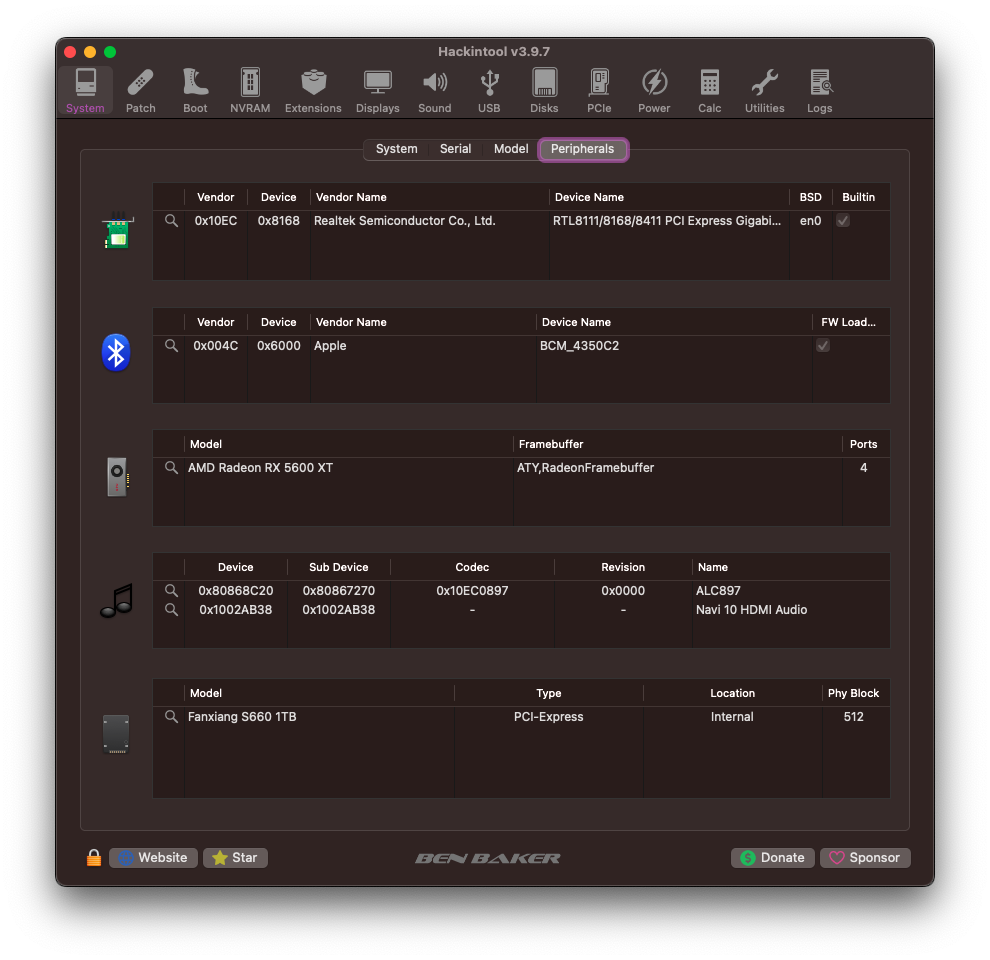 Hackintool v3.9.7
System Patch Boot NVRAM Extensions Displays Sound USB Disks PCIe Power Calc Utilities Logs
System Serial Model Peripherals
Vendor Device Vendor Name Device Name BSD Builtin
0x10EC 0x8168 Realtek Semiconductor Co., Ltd. RTL8111/8168/8411 PCI Express Gigabi... en0
Vendor Device Vendor Name Device Name FW Load...
0x004C 0x6000 Apple BCM_4350C2
Model Framebuffer Ports
AMD Radeon RX 5600 XT ATY,RadeonFramebuffer 4
Device Sub Device Codec Revision Name
0x80868C20 0x80867270 0x10EC0897 0x0000 ALC897
0x1002AB38 0x1002AB38 - - Navi 10 HDMI Audio
Model Type Location Phy Block
Fanxiang S660 1TB PCI-Express Internal 512
Website Star BEN BAKER Donate Sponsor